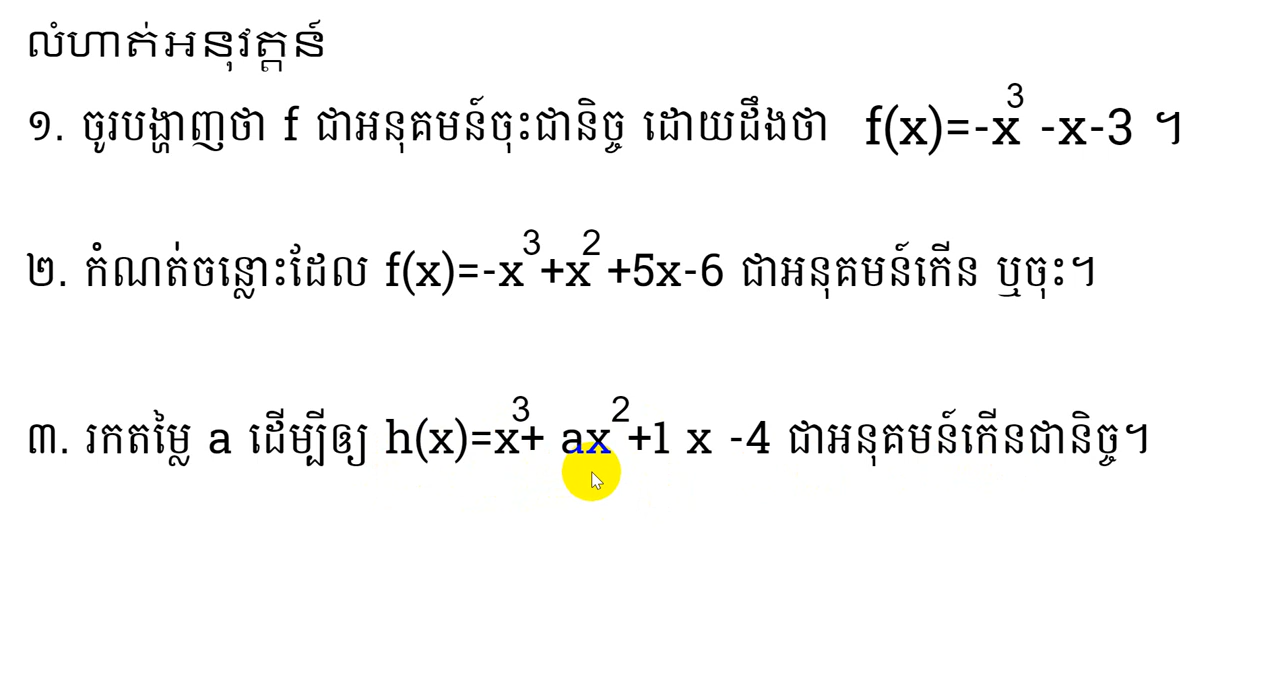 លំហាត់អនុវត្តន៍
១. ចូរបង្ហាញថា f ជាអនុគមន៍ចុះជានិច្ច ដោយដឹងថា f(x)=-x³ -x-3 ។
២. កំណត់ចន្លោះដែល f(x)=-x³+x²+5x-6 ជាអនុគមន៍កើន ឬចុះ។
៣. រកតម្លៃ a ដើម្បីឲ្យ h(x)=x³+ ax²+1 x -4 ជាអនុគមន៍កើនជានិច្ច។